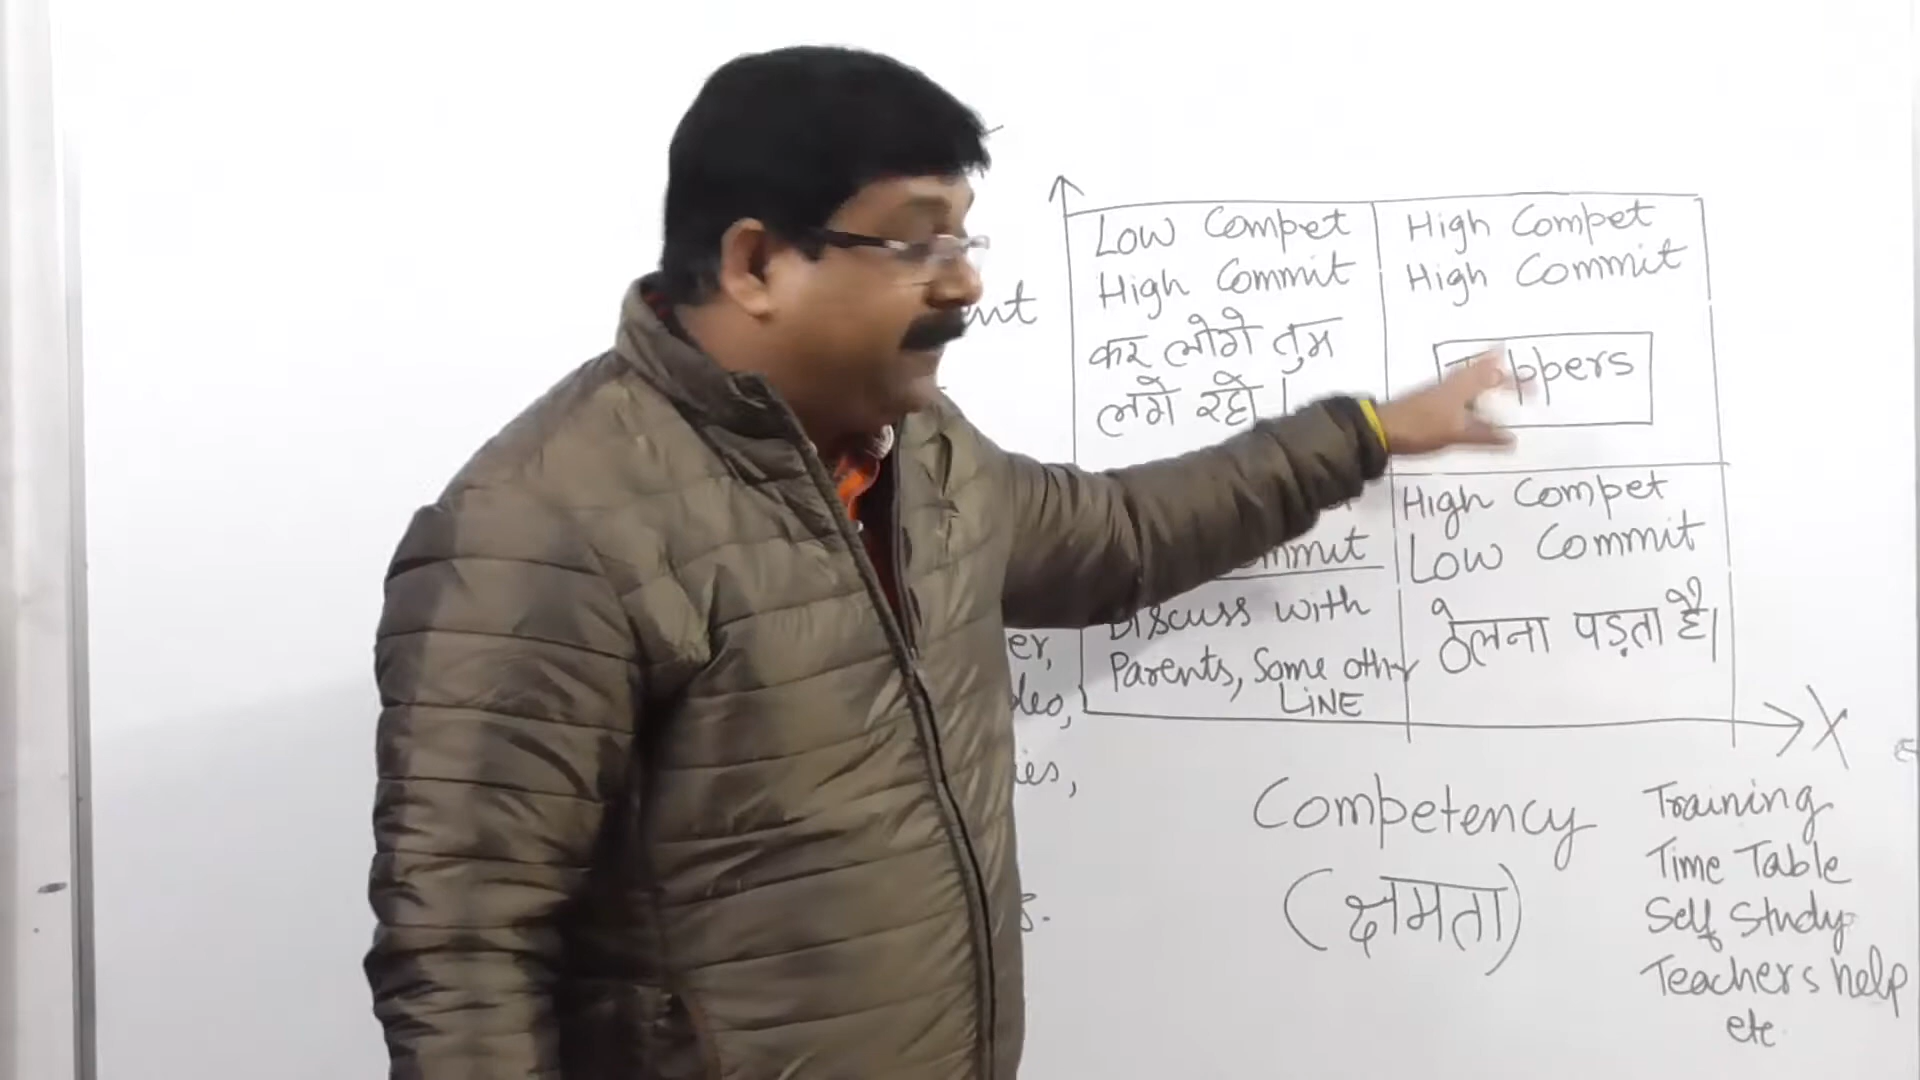 Low Compet
High Commit
कर लोगे तुम
लगे रहो
High Compet
High Commit
Toppers
Discuss with
Parents, Some other
LINE
High Compet
Low Commit
ठेलना पड़ता है।
X
Competency
(क्षमता)
Training
Time Table
Self Study
Teachers help
etc